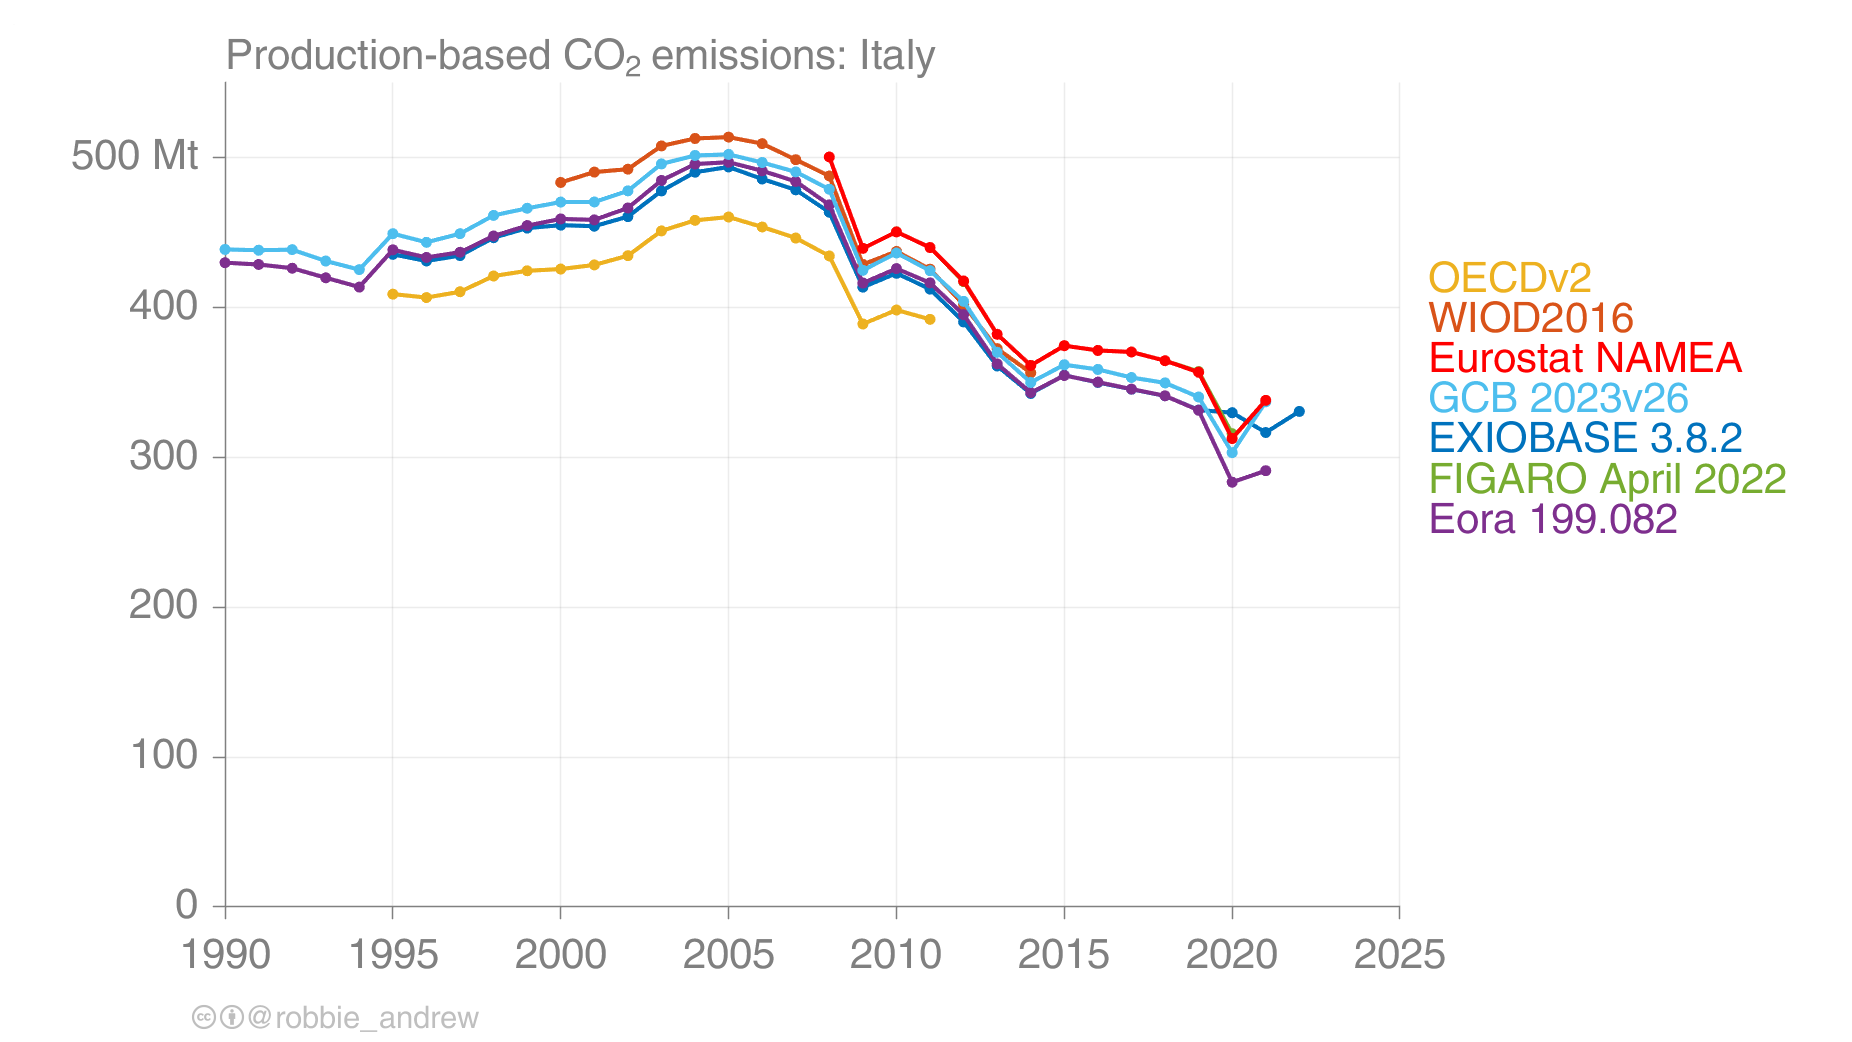 Production-based CO₂ emissions: Italy
500 Mt
400
300
200
100
0
1990 1995 2000 2005 2010 2015 2020 2025
OECDv2
WIOD2016
Eurostat NAMEA
GCB 2023v26
EXIOBASE 3.8.2
FIGARO April 2022
Eora 199.082
cc @robbie_andrew